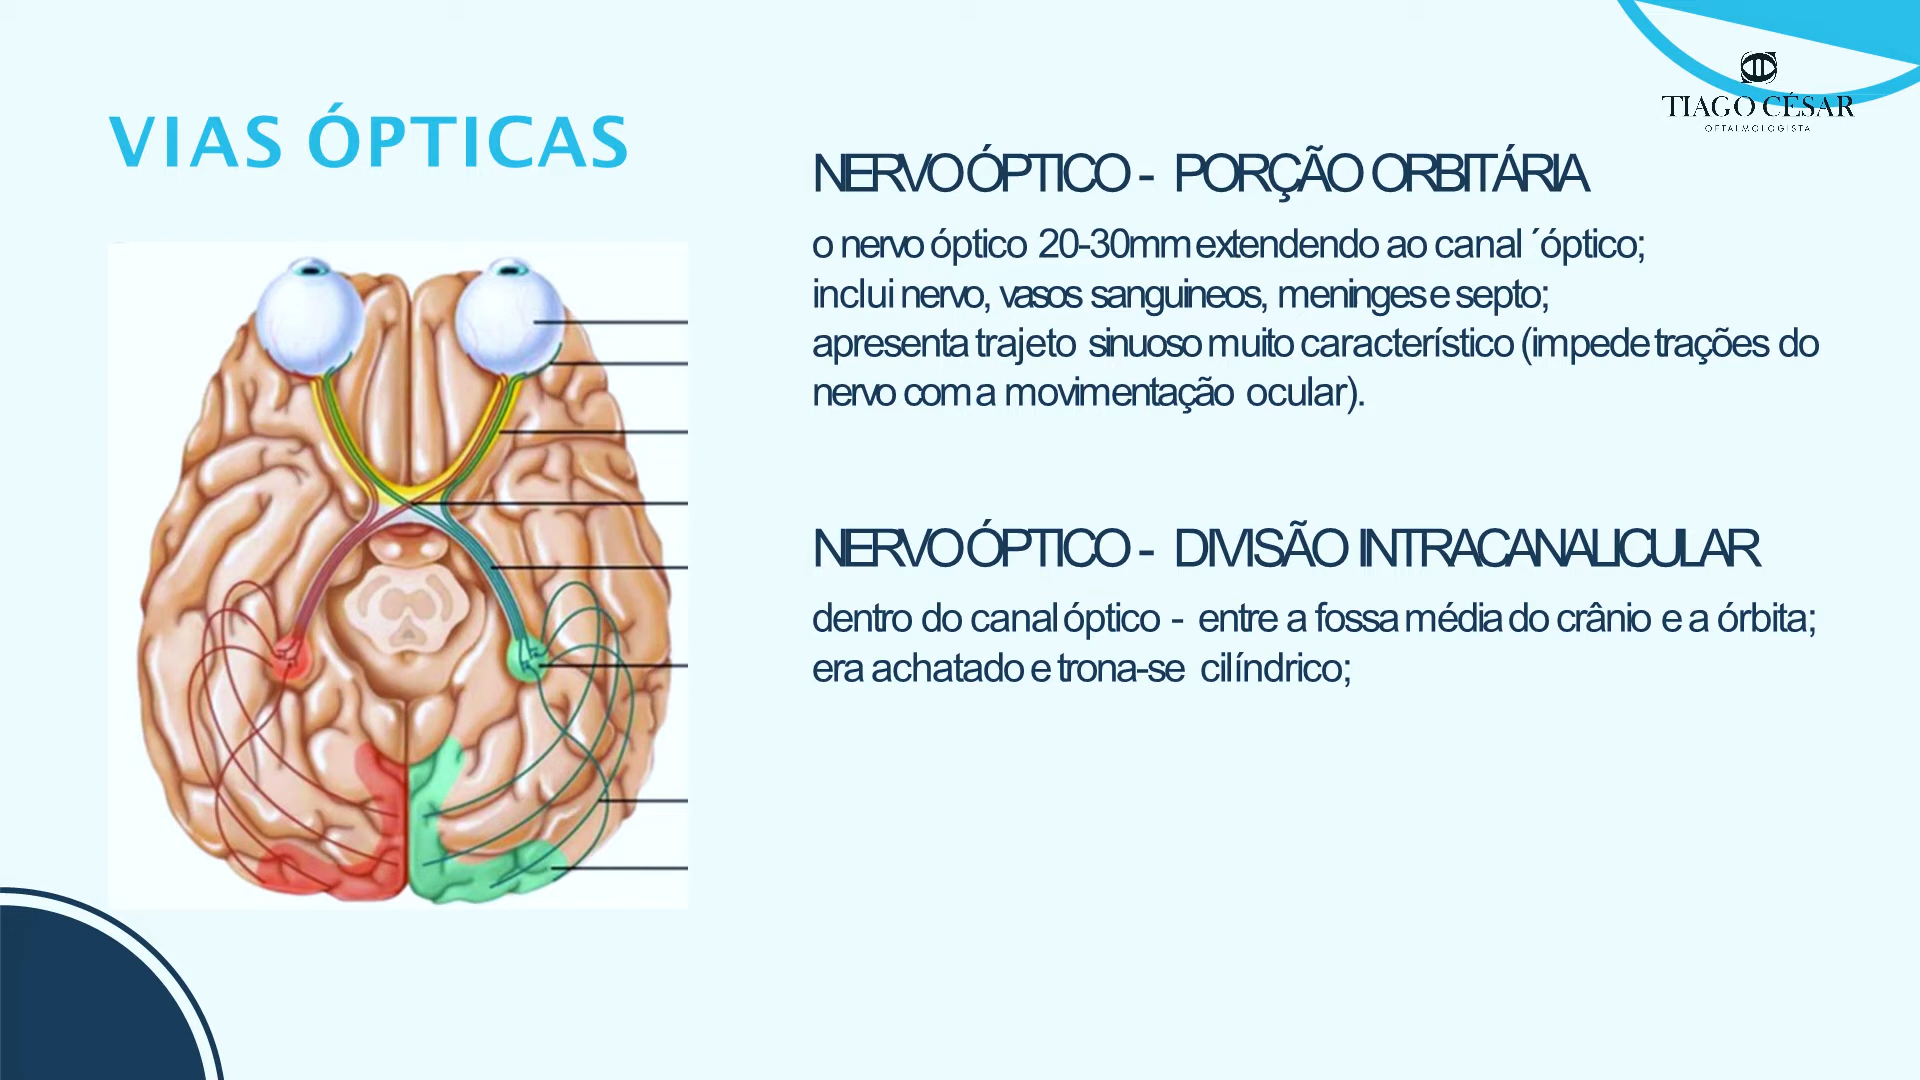 TIAGO CÉSAR
OFTALMOLOGISTA
VIAS ÓPTICAS
NERVO ÓPTICO - PORÇÃO ORBITÁRIA
o nervo óptico 20-30mm extendendo ao canal ´óptico;
inclui nervo, vasos sanguineos, meninges e septo;
apresenta trajeto sinuoso muito característico (impede trações do
nervo com a movimentação ocular).
NERVO ÓPTICO - DIVISÃO INTRACANALICULAR
dentro do canal óptico - entre a fossa média do crânio e a órbita;
era achatado e trona-se cilíndrico;